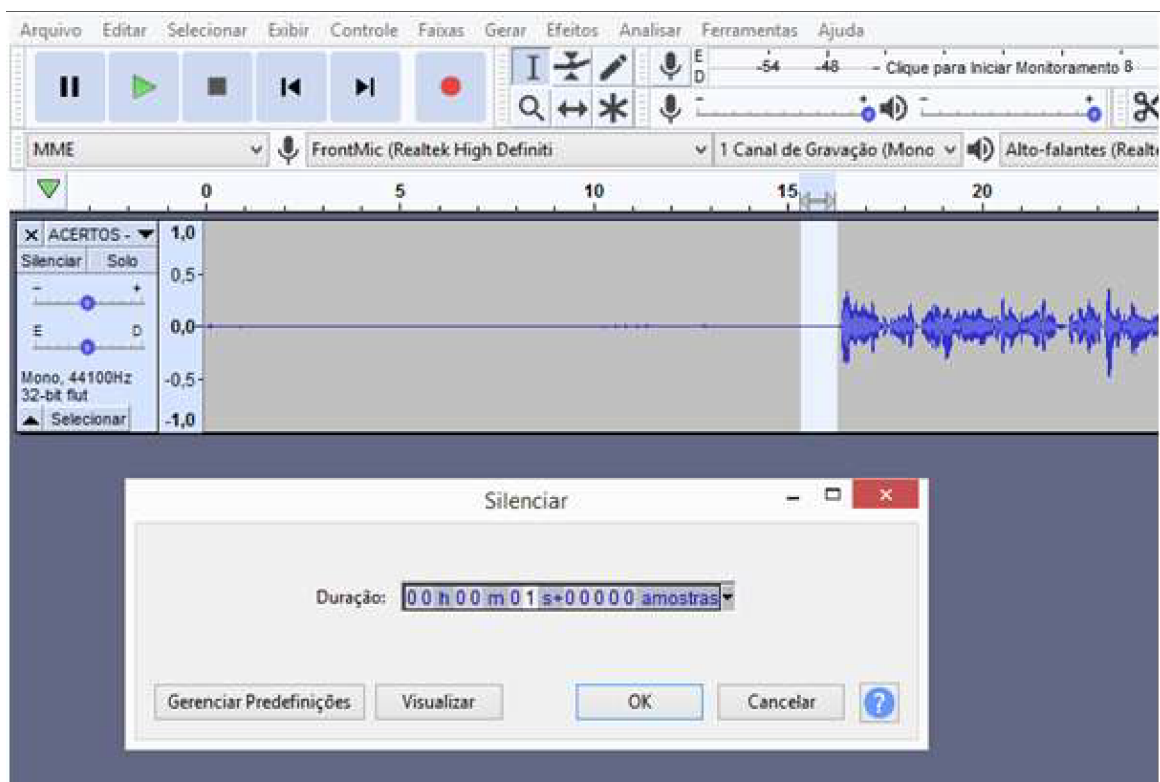 Arquivo Editar Selecionar Exibir Controle Faixas Gerar Efeitos Analisar Ferramentas Ajuda
E
D
-54 -48 - Clique para Iniciar Monitoramento 8
- +
- +
MME
FrontMic (Realtek High Definiti
1 Canal de Gravação (Mono
Alto-falantes (Realte
0 5 10 15 20
X ACERTOS -
Silenciar Solo
- +
E D
Mono, 44100Hz
32-bit flut
Selecionar
1,0
0,5
0,0
-0,5
-1,0
Silenciar
Duração: 00 h 00 m 01 s+00000 amostras
Gerenciar Predefinições Visualizar OK Cancelar ?